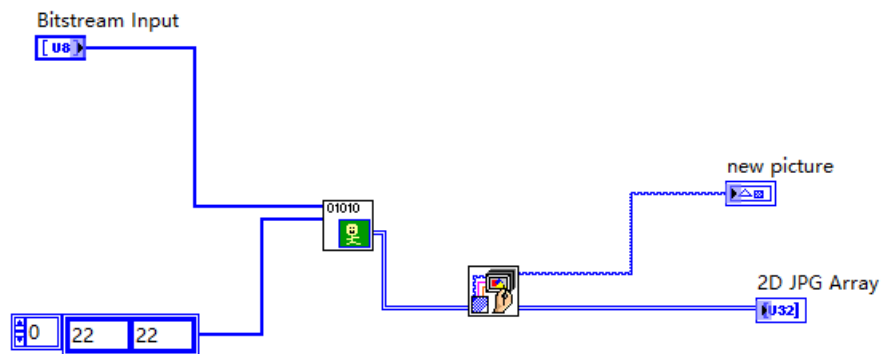 Bitstream Input
[U8]
01010
new picture
2D JPG Array
U32]
0 22 22